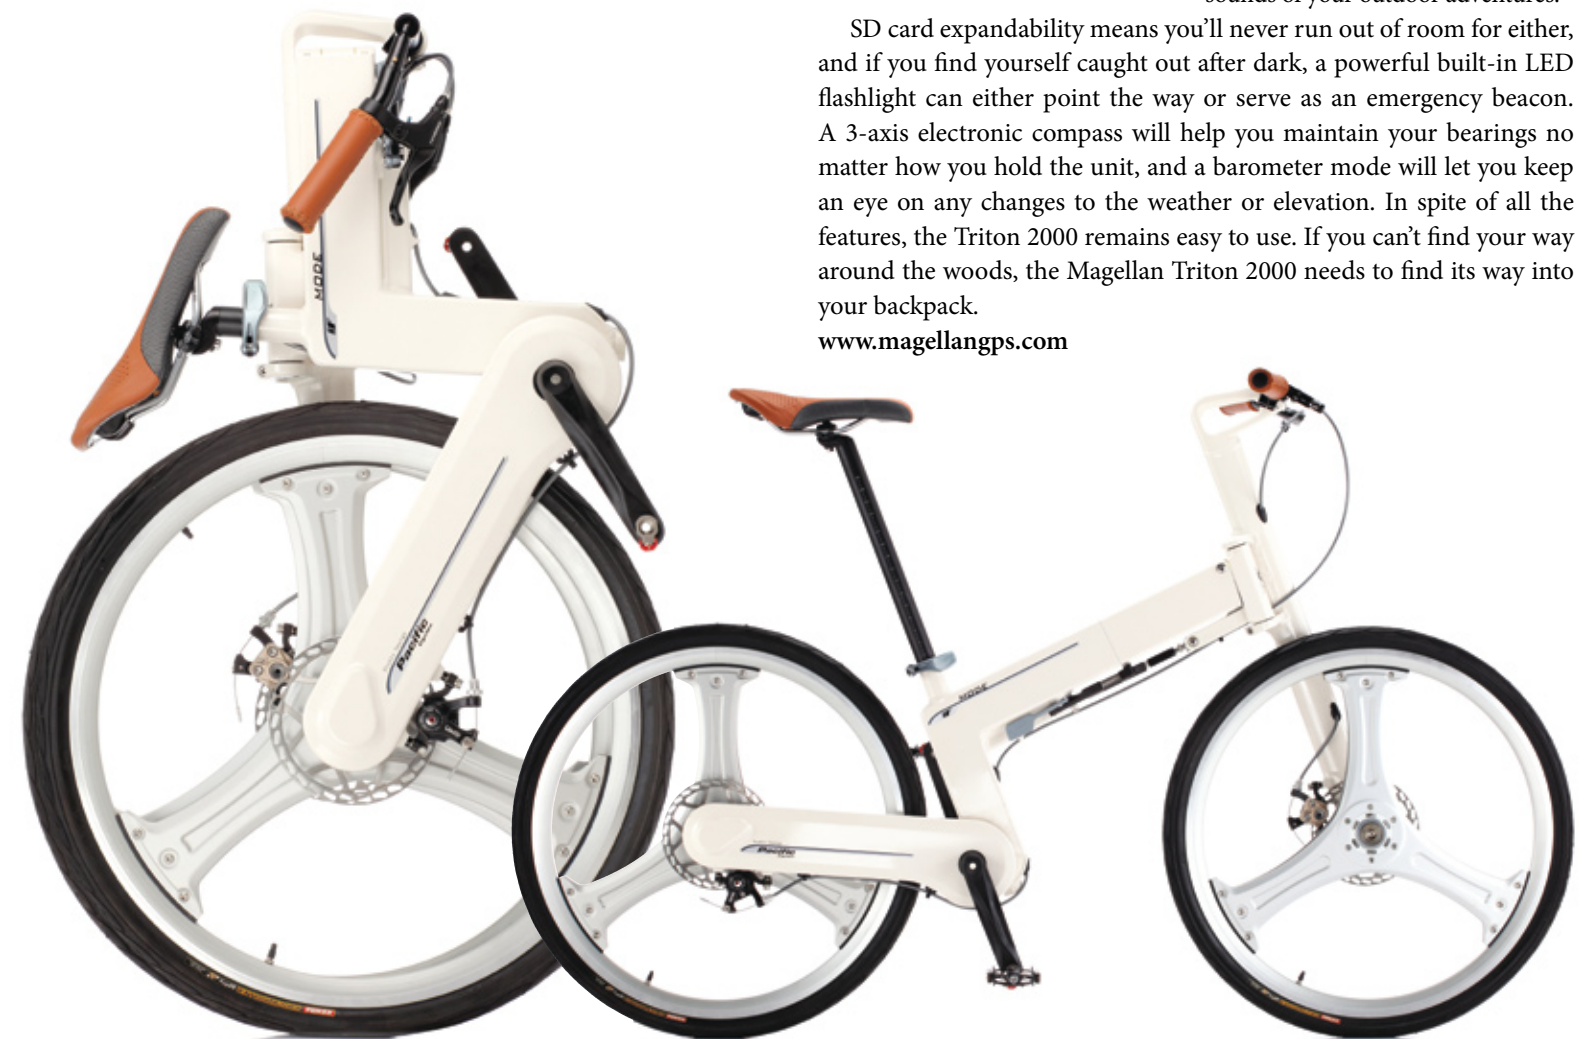 sounds of your outdoor adventures.
SD card expandability means you’ll never run out of room for either,
and if you find yourself caught out after dark, a powerful built-in LED
flashlight can either point the way or serve as an emergency beacon.
A 3-axis electronic compass will help you maintain your bearings no
matter how you hold the unit, and a barometer mode will let you keep
an eye on any changes to the weather or elevation. In spite of all the
features, the Triton 2000 remains easy to use. If you can’t find your way
around the woods, the Magellan Triton 2000 needs to find its way into
your backpack.
www.magellangps.com
MODE
Pacific
MODE
Pacific